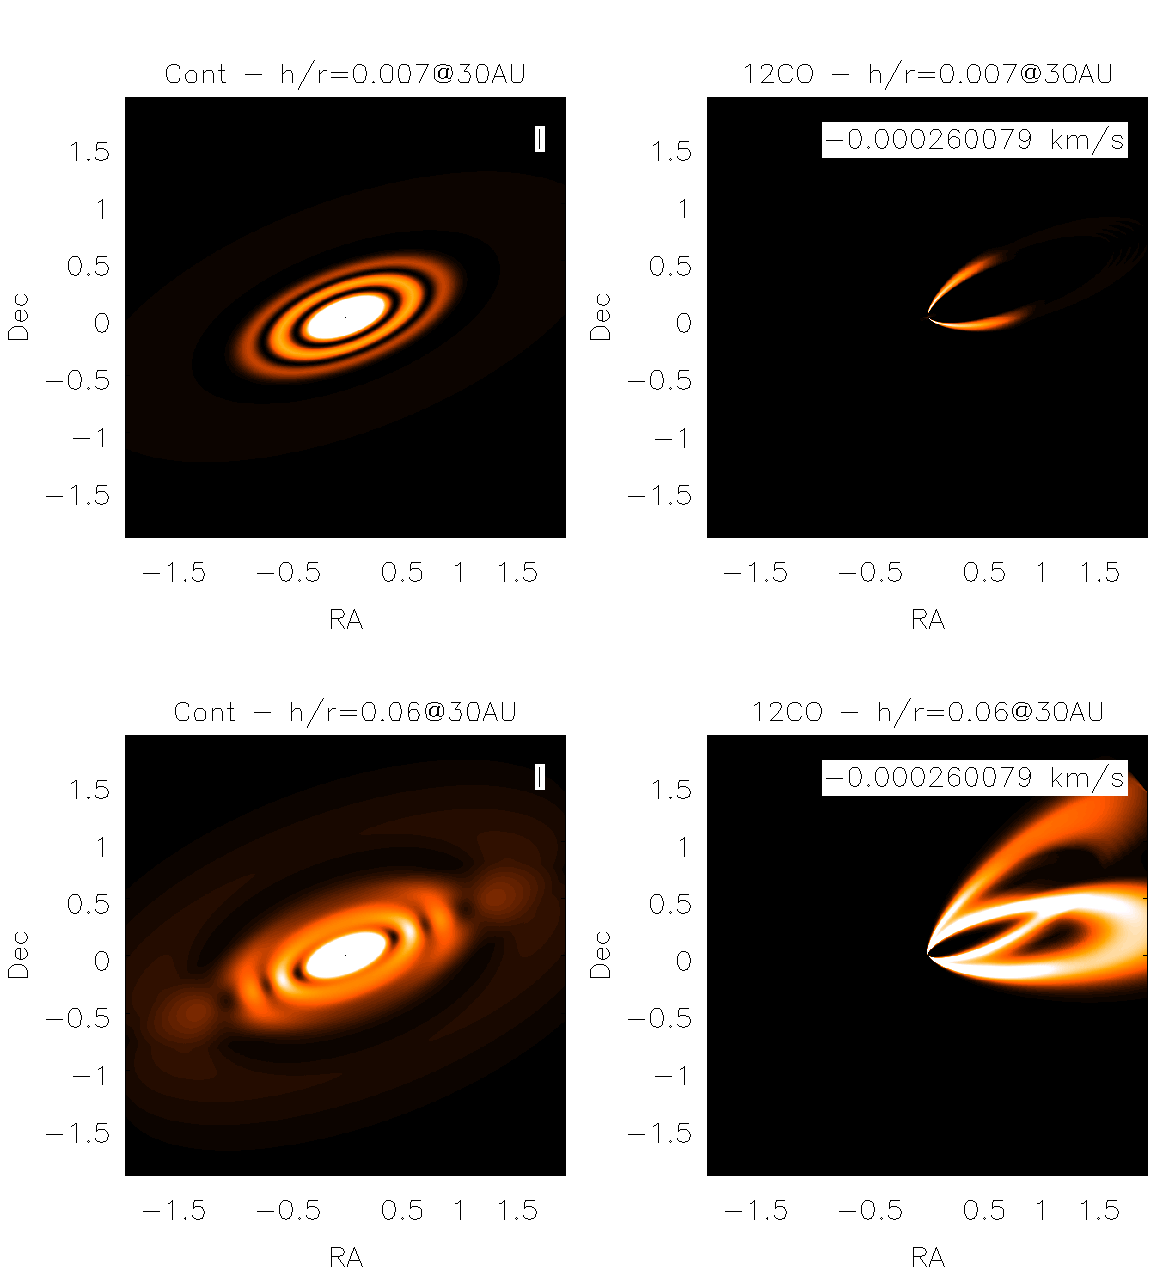 Cont − h/r=0.007@30AU
12CO − h/r=0.007@30AU
I
−0.000260079 km/s
1.5
1
0.5
0
−0.5
−1
−1.5
Dec
1.5
1
0.5
0
−0.5
−1
−1.5
Dec
−1.5 −0.5 0.5 1 1.5
RA
−1.5 −0.5 0.5 1 1.5
RA
Cont − h/r=0.06@30AU
12CO − h/r=0.06@30AU
I
−0.000260079 km/s
1.5
1
0.5
0
−0.5
−1
−1.5
Dec
1.5
1
0.5
0
−0.5
−1
−1.5
Dec
−1.5 −0.5 0.5 1 1.5
RA
−1.5 −0.5 0.5 1 1.5
RA